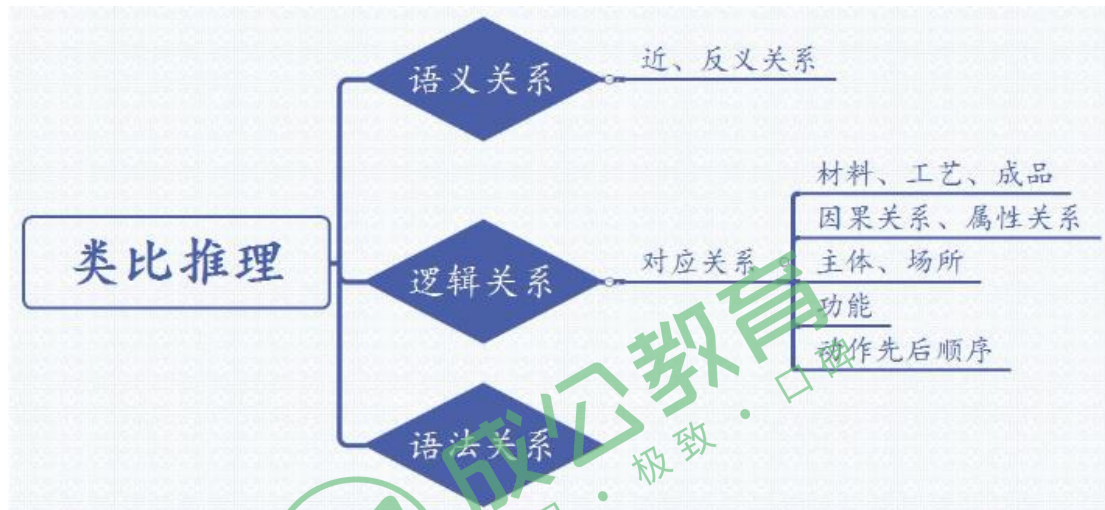 类比推理
语义关系
近、反义关系
逻辑关系
对应关系
材料、工艺、成品
因果关系、属性关系
主体、场所
功能
动作先后顺序
语法关系
成公教育
·极致·口碑